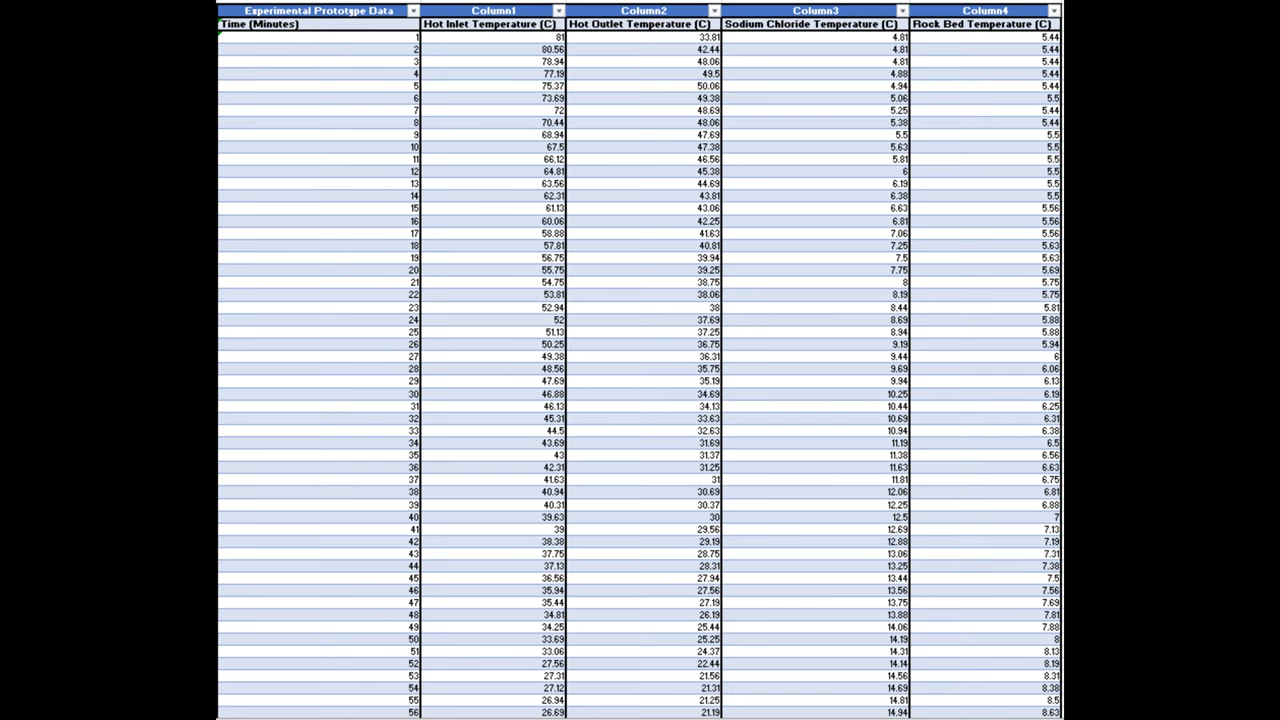 Experimental Prototype Data Column1 Column2 Column3 Column4
Time (Minutes) Hot Inlet Temperature (C) Hot Outlet Temperature (C) Sodium Chloride Temperature (C) Rock Bed Temperature (C)
1 81 33.81 4.81 5.44
2 80.56 42.44 4.81 5.44
3 78.94 48.06 4.81 5.44
4 77.19 49.5 4.88 5.44
5 75.37 50.06 4.94 5.44
6 73.69 49.38 5.06 5.5
7 72 48.69 5.25 5.44
8 70.44 48.06 5.38 5.44
9 68.94 47.69 5.5 5.5
10 67.5 47.38 5.63 5.5
11 66.12 46.56 5.81 5.5
12 64.81 45.38 6 5.5
13 63.56 44.69 6.19 5.5
14 62.31 43.81 6.38 5.5
15 61.13 43.06 6.63 5.56
16 60.06 42.25 6.81 5.56
17 58.88 41.63 7.06 5.56
18 57.81 40.81 7.25 5.63
19 56.75 39.94 7.5 5.63
20 55.75 39.25 7.75 5.69
21 54.75 38.75 8 5.75
22 53.81 38.06 8.19 5.75
23 52.94 38 8.44 5.81
24 52 37.69 8.69 5.88
25 51.13 37.25 8.94 5.88
26 50.25 36.75 9.19 5.94
27 49.38 36.31 9.44 6
28 48.56 35.75 9.69 6.06
29 47.69 35.19 9.94 6.13
30 46.88 34.69 10.25 6.19
31 46.13 34.13 10.44 6.25
32 45.31 33.63 10.69 6.31
33 44.5 32.63 10.94 6.38
34 43.69 31.69 11.19 6.5
35 43 31.37 11.38 6.56
36 42.31 31.25 11.63 6.63
37 41.63 31 11.81 6.75
38 40.94 30.69 12.06 6.81
39 40.31 30.37 12.25 6.88
40 39.63 30 12.5 7
41 39 29.56 12.69 7.13
42 38.38 29.19 12.88 7.19
43 37.75 28.75 13.06 7.31
44 37.13 28.31 13.25 7.38
45 36.56 27.94 13.44 7.5
46 35.94 27.56 13.56 7.56
47 35.44 27.19 13.75 7.69
48 34.81 26.19 13.88 7.81
49 34.25 25.44 14.06 7.88
50 33.69 25.25 14.19 8
51 33.06 24.37 14.31 8.13
52 27.56 22.44 14.14 8.19
53 27.31 21.56 14.56 8.31
54 27.12 21.31 14.69 8.38
55 26.94 21.25 14.81 8.5
56 26.69 21.19 14.94 8.63